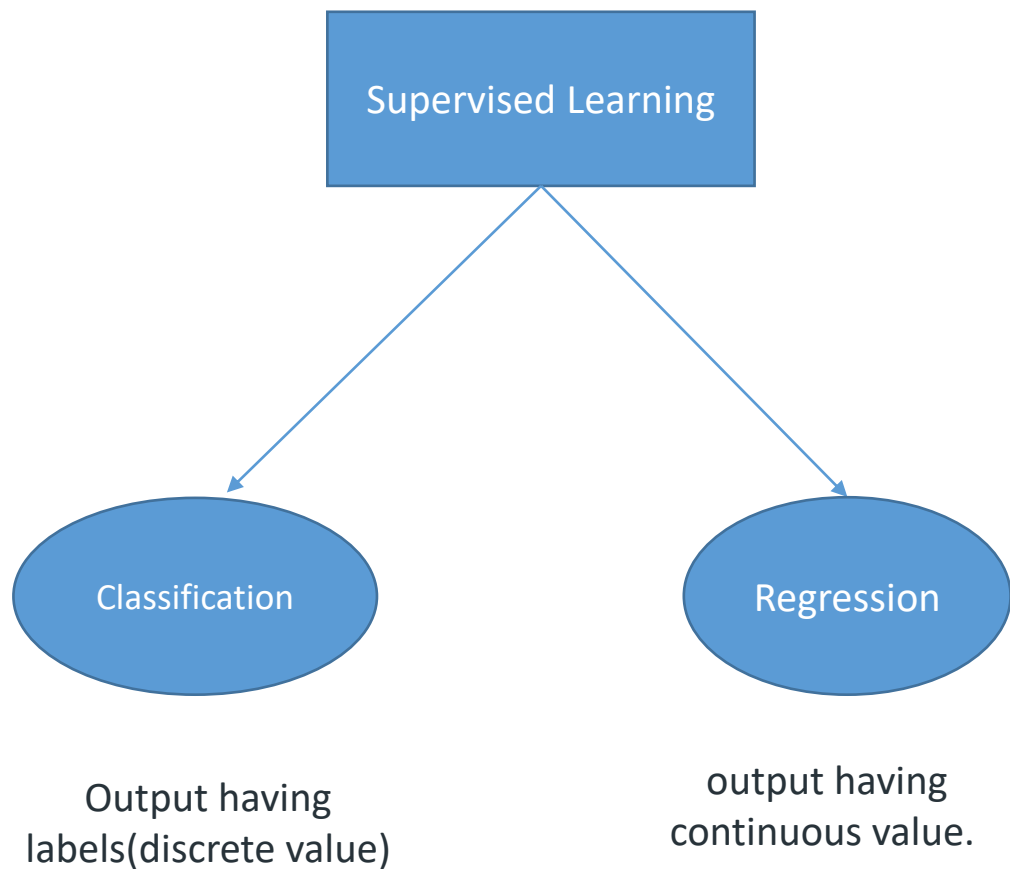 Supervised Learning
Classification
Regression
Output having
labels(discrete value)
output having
continuous value.